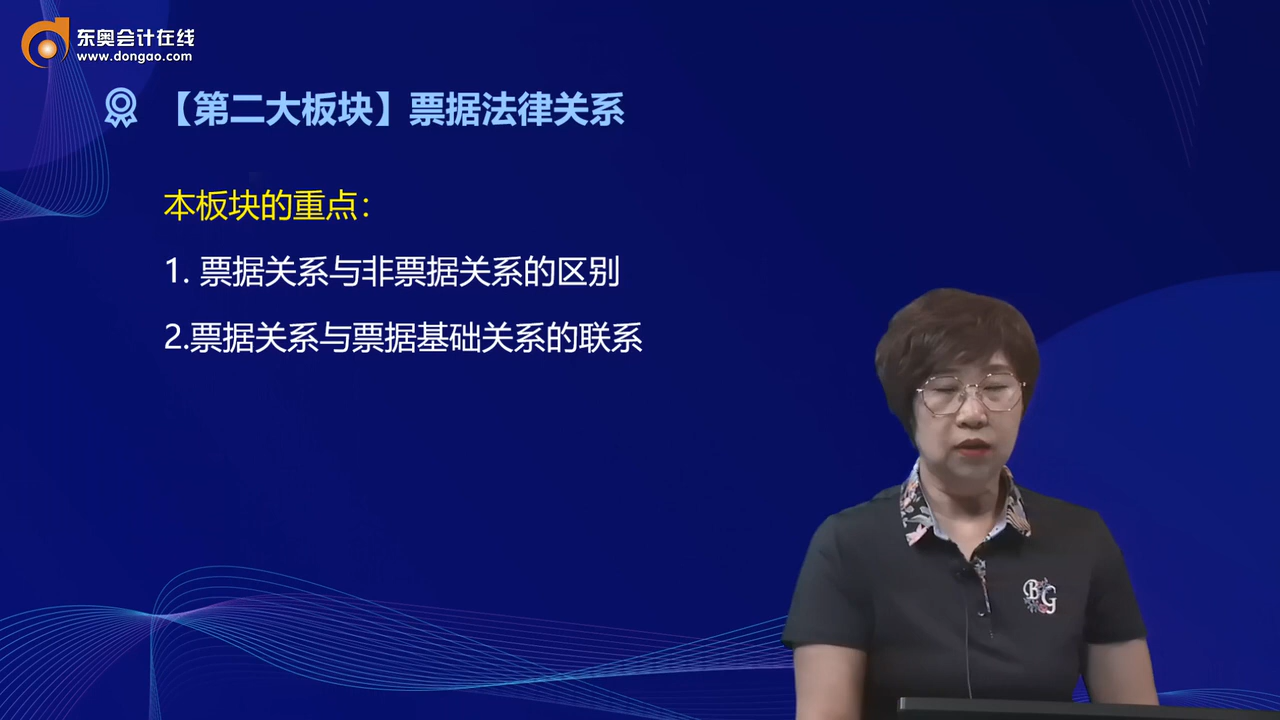 东奥会计在线
www.dongao.com
【第二大板块】票据法律关系
本板块的重点：
1. 票据关系与非票据关系的区别
2.票据关系与票据基础关系的联系
BG